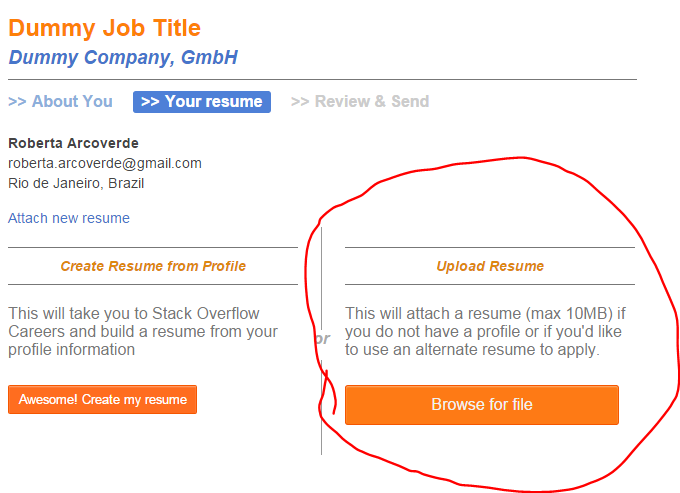 Dummy Job Title
Dummy Company, GmbH
>> About You >> Your resume >> Review & Send
Roberta Arcoverde
roberta.arcoverde@gmail.com
Rio de Janeiro, Brazil
Attach new resume
Create Resume from Profile
This will take you to Stack Overflow
Careers and build a resume from your
profile information
Awesome! Create my resume
or
Upload Resume
This will attach a resume (max 10MB) if
you do not have a profile or if you'd like
to use an alternate resume to apply.
Browse for file